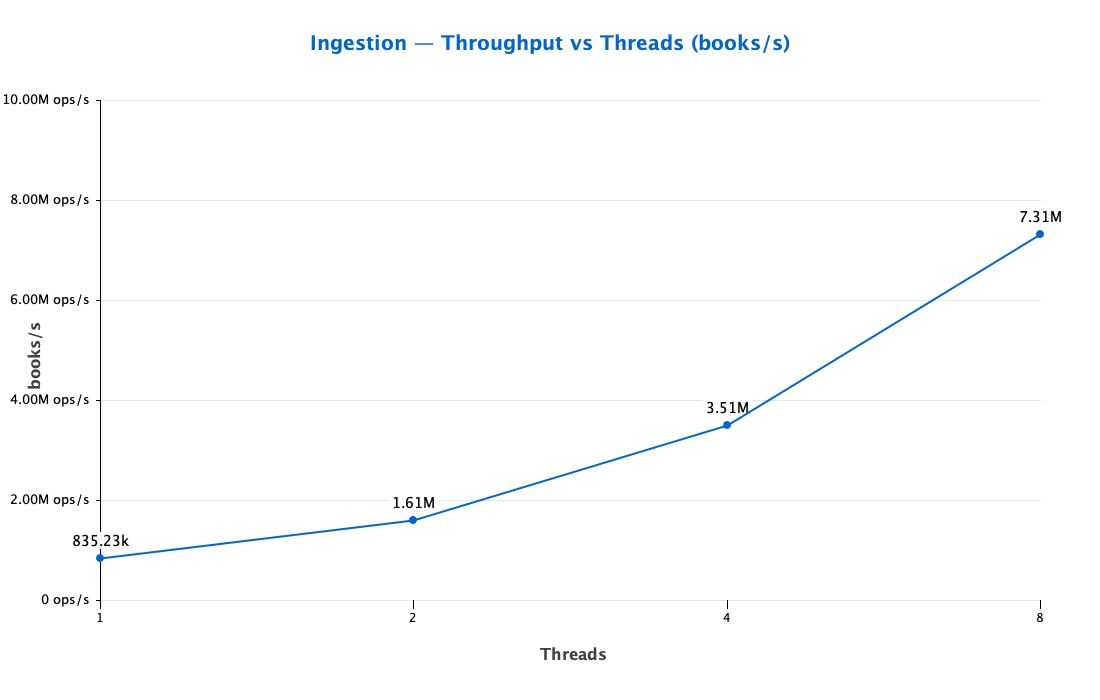 Ingestion — Throughput vs Threads (books/s)
10.00M ops/s
8.00M ops/s
7.31M
6.00M ops/s
books/s
4.00M ops/s
3.51M
2.00M ops/s
1.61M
835.23k
0 ops/s
1 2 4 8
Threads